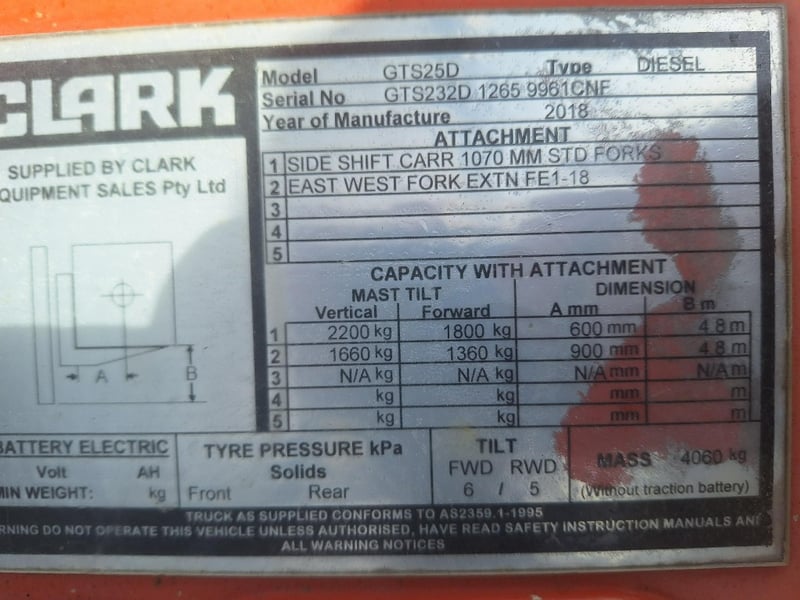 CLARK
SUPPLIED BY CLARK
EQUIPMENT SALES Pty Ltd
A
B
Model GTS25D Type DIESEL
Serial No GTS232D 1265 9961CNF
Year of Manufacture 2018
ATTACHMENT
1 SIDE SHIFT CARR 1070 MM STD FORKS
2 EAST WEST FORK EXTN FE1-18
3
4
5
CAPACITY WITH ATTACHMENT
MAST TILT DIMENSION
Vertical Forward A mm B m
1 2200 kg 1800 kg 600 mm 4.8 m
2 1660 kg 1360 kg 900 mm 4.8 m
3 N/A kg N/A kg N/A mm N/A m
4 kg kg mm m
5 kg kg mm m
BATTERY ELECTRIC
Volt AH
MIN WEIGHT: kg
TYRE PRESSURE kPa
Solids
Front Rear
TILT
FWD RWD
6 / 5
MASS 4060 kg
(Without traction battery)
TRUCK AS SUPPLIED CONFORMS TO AS2359.1-1995
RNING DO NOT OPERATE THIS VEHICLE UNLESS AUTHORISED, HAVE READ SAFETY INSTRUCTION MANUALS AN
ALL WARNING NOTICES